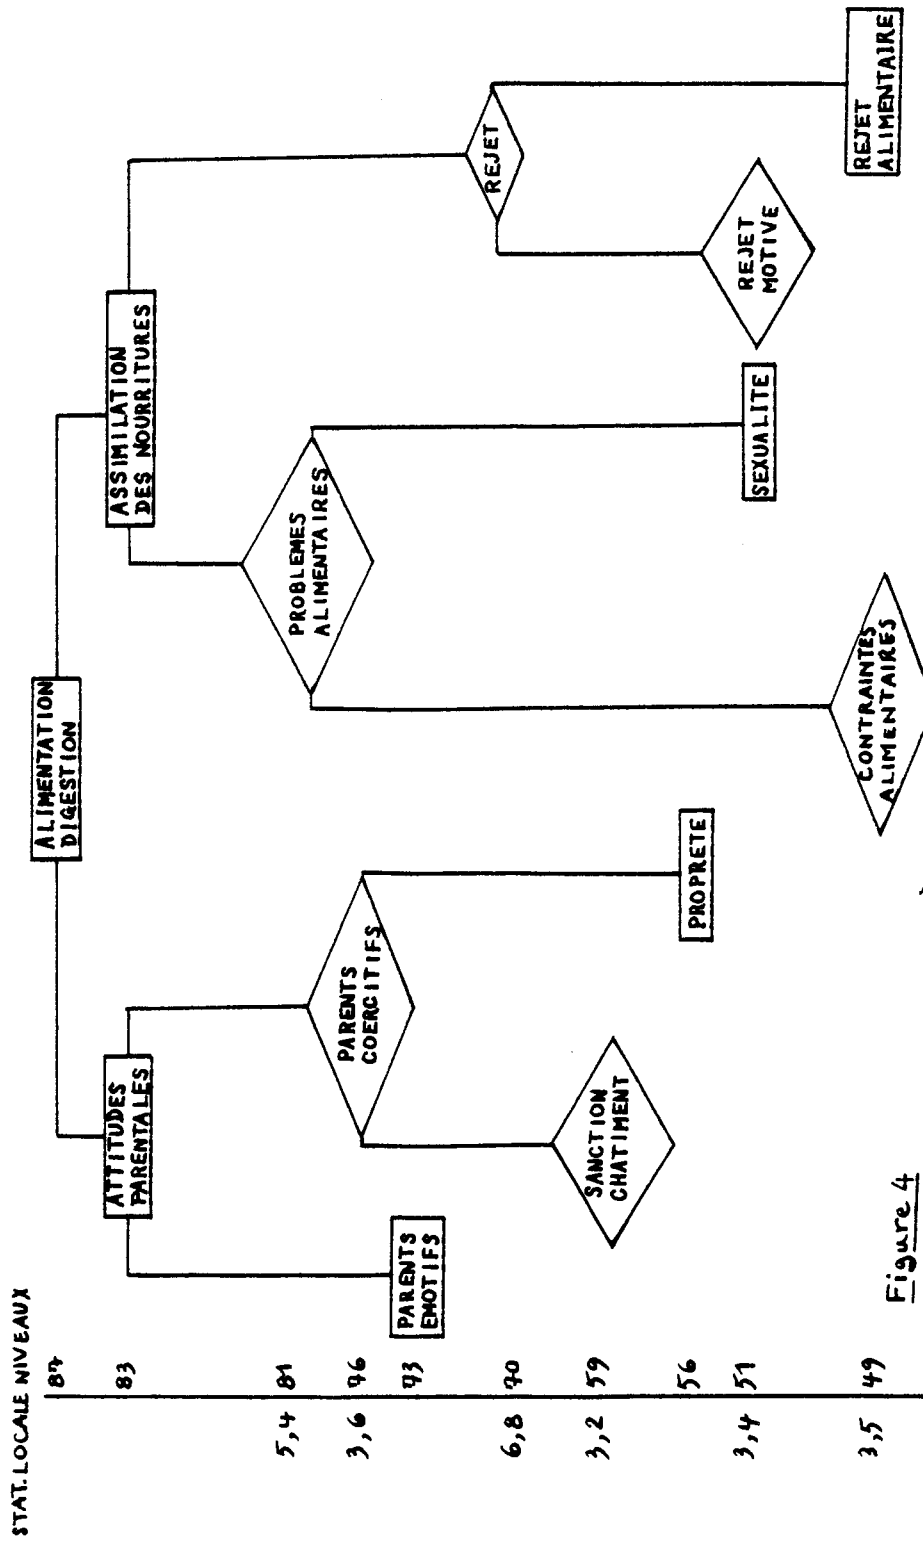 STAT. LOCALE NIVEAUX
87
ALIMENTATION
DIGESTION
83
ATTITUDES
PARENTALES
ASSIMILATION
DES NOURRITURES
5,4 81
PROBLEMES
ALIMENTAIRES
3,6 76
PARENTS
COERCITIFS
73
PARENTS
EMOTIFS
6,8 70
REJET
3,2 59
SANCTION
CHATIMENT
56
PROPRETE
3,4 51
SEXUALITE
REJET
MOTIVE
3,5 49
CONTRAINTES
ALIMENTAIRES
REJET
ALIMENTAIRE
Figure 4